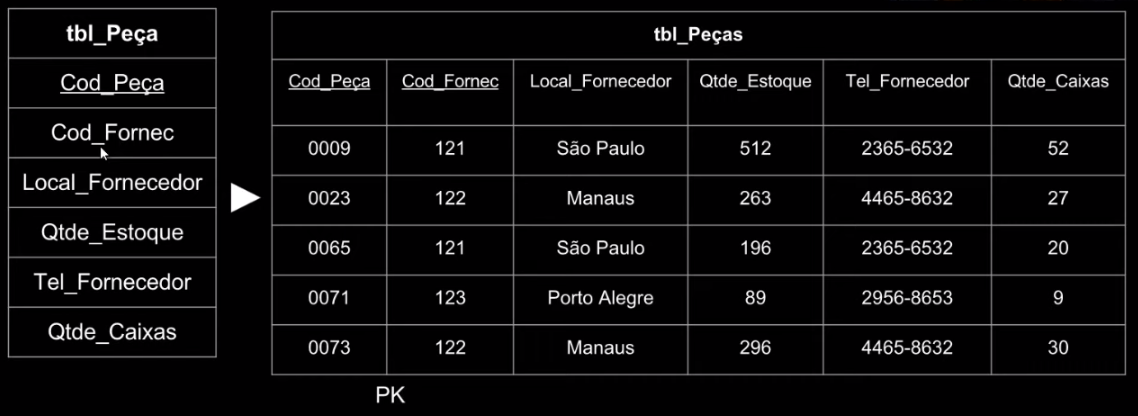 tbl_Peça
Cod_Peça
Cod_Fornec
Local_Fornecedor
Qtde_Estoque
Tel_Fornecedor
Qtde_Caixas
tbl_Peças
Cod_Peça Cod_Fornec Local_Fornecedor Qtde_Estoque Tel_Fornecedor Qtde_Caixas
0009 121 São Paulo 512 2365-6532 52
0023 122 Manaus 263 4465-8632 27
0065 121 São Paulo 196 2365-6532 20
0071 123 Porto Alegre 89 2956-8653 9
0073 122 Manaus 296 4465-8632 30
PK